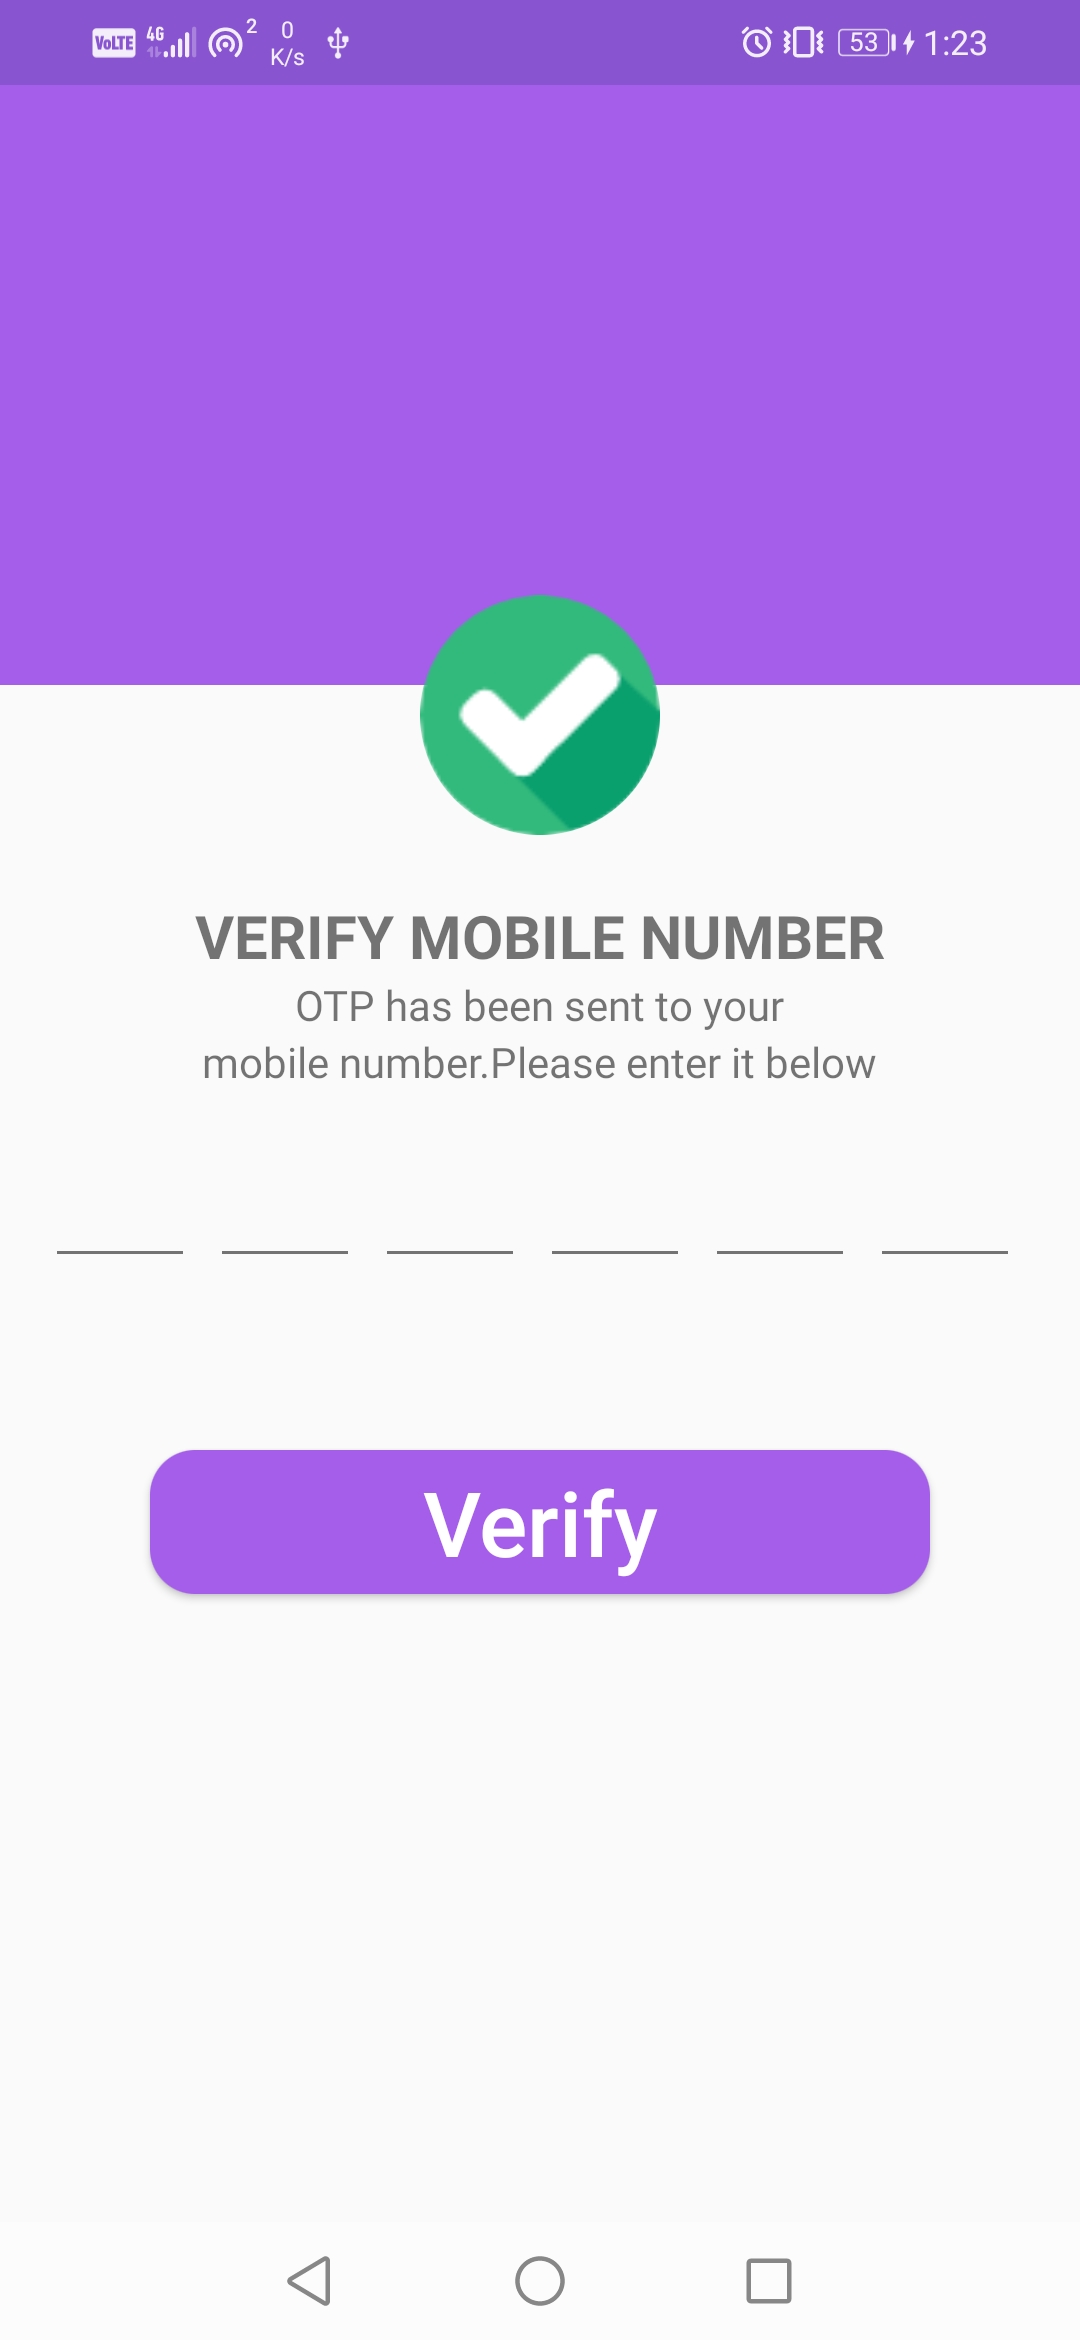 VoLTE 4G 2 0 K/s 53 1:23
VERIFY MOBILE NUMBER
OTP has been sent to your
mobile number.Please enter it below
Verify